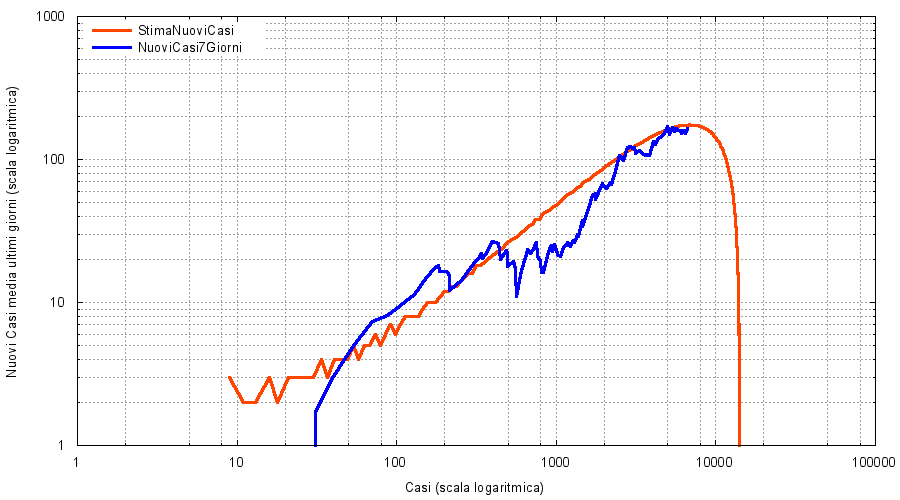 1000
StimaNuoviCasi
NuoviCasi7Giorni
100
10
1
Nuovi Casi media ultimi giorni (scala logaritmica)
1 10 100 1000 10000 100000
Casi (scala logaritmica)